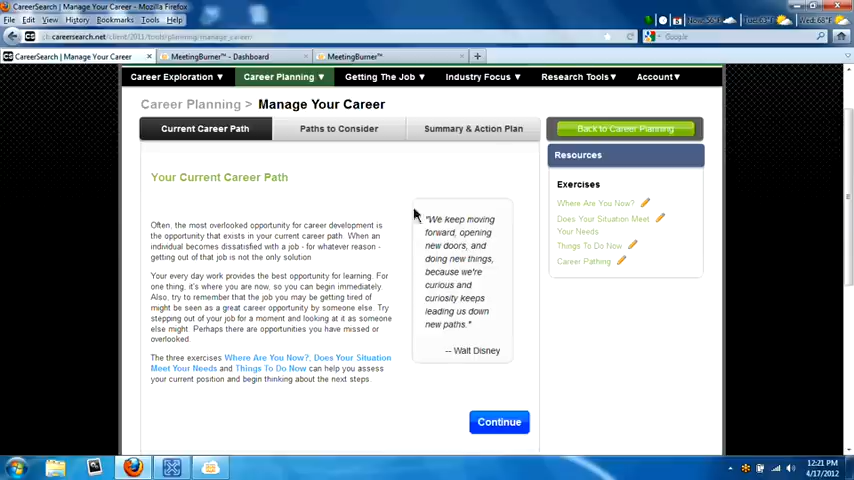 CareerSearch | Manage Your Career - Mozilla Firefox
File Edit View History Bookmarks Tools Help
Wed: 68°F
careersearch.net/client/2011/tools/planning/manage_career/
Google
CareerSearch | Manage Your Career
MeetingBurner™ - Dashboard
MeetingBurner™
Career Exploration ▼ Career Planning ▼ Getting The Job ▼ Industry Focus ▼ Research Tools▼ Account▼
Career Planning > Manage Your Career
Current Career Path Paths to Consider Summary & Action Plan
Back to Career Planning
Resources
Your Current Career Path
Exercises
Where Are You Now?
Does Your Situation Meet
Your Needs
Things To Do Now
Career Pathing
Often, the most overlooked opportunity for career development is
the opportunity that exists in your current career path. When an
individual becomes dissatisfied with a job - for whatever reason -
getting out of that job is not the only solution
Your every day work provides the best opportunity for learning. For
one thing, it's where you are now, so you can begin immediately.
Also, try to remember that the job you may be getting tired of
might be seen as a great career opportunity by someone else. Try
stepping out of your job for a moment and looking at it as someone
else might. Perhaps there are opportunities you have missed or
overlooked.
The three exercises Where Are You Now?, Does Your Situation
Meet Your Needs and Things To Do Now can help you assess
your current position and begin thinking about the next steps.
"We keep moving
forward, opening
new doors, and
doing new things,
because we're
curious and
curiosity keeps
leading us down
new paths."
-- Walt Disney
Continue
12:21 PM
4/17/2012